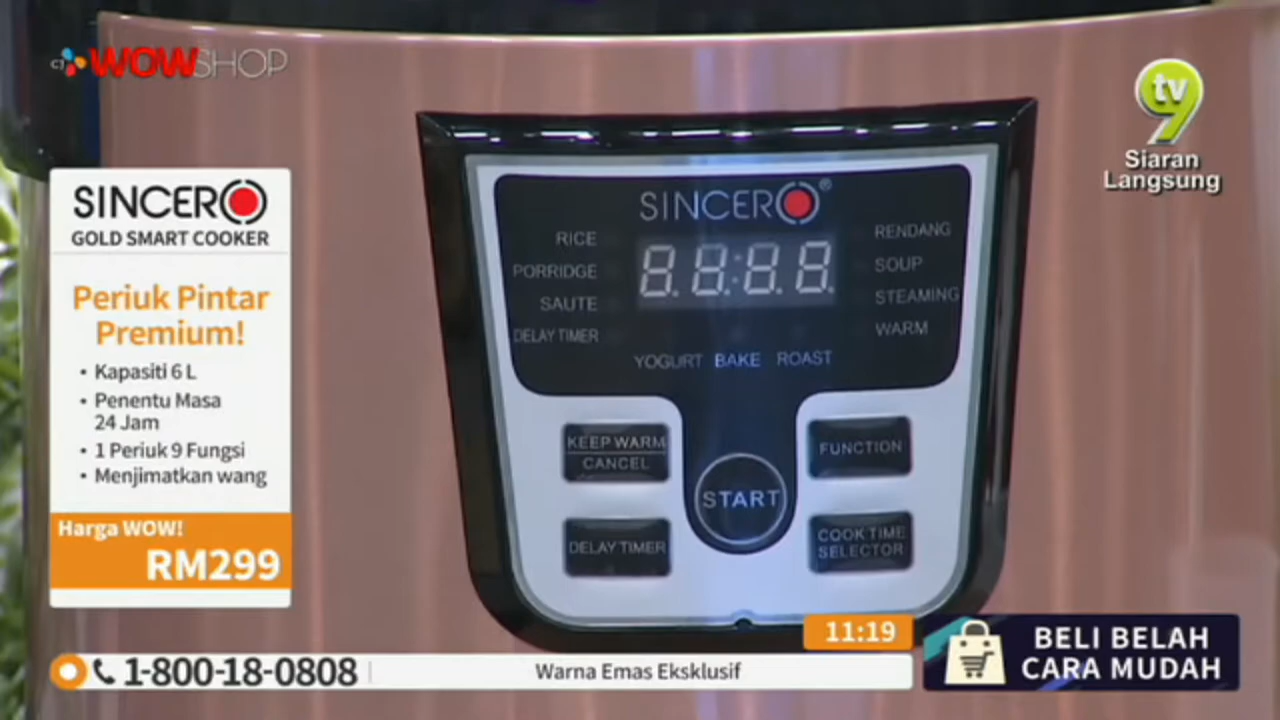 CJ WOWSHOP
tv9
Siaran
Langsung
SINCERO
GOLD SMART COOKER
Periuk Pintar
Premium!
• Kapasiti 6 L
• Penentu Masa
24 Jam
• 1 Periuk 9 Fungsi
• Menjimatkan wang
Harga WOW!
RM299
SINCERO®
RICE
PORRIDGE
SAUTE
DELAY TIMER
8.8:8.8.
RENDANG
SOUP
STEAMING
WARM
YOGURT BAKE ROAST
KEEP WARM
CANCEL
FUNCTION
START
DELAY TIMER
COOK TIME
SELECTOR
11:19
1-800-18-0808
Warna Emas Eksklusif
BELI BELAH
CARA MUDAH